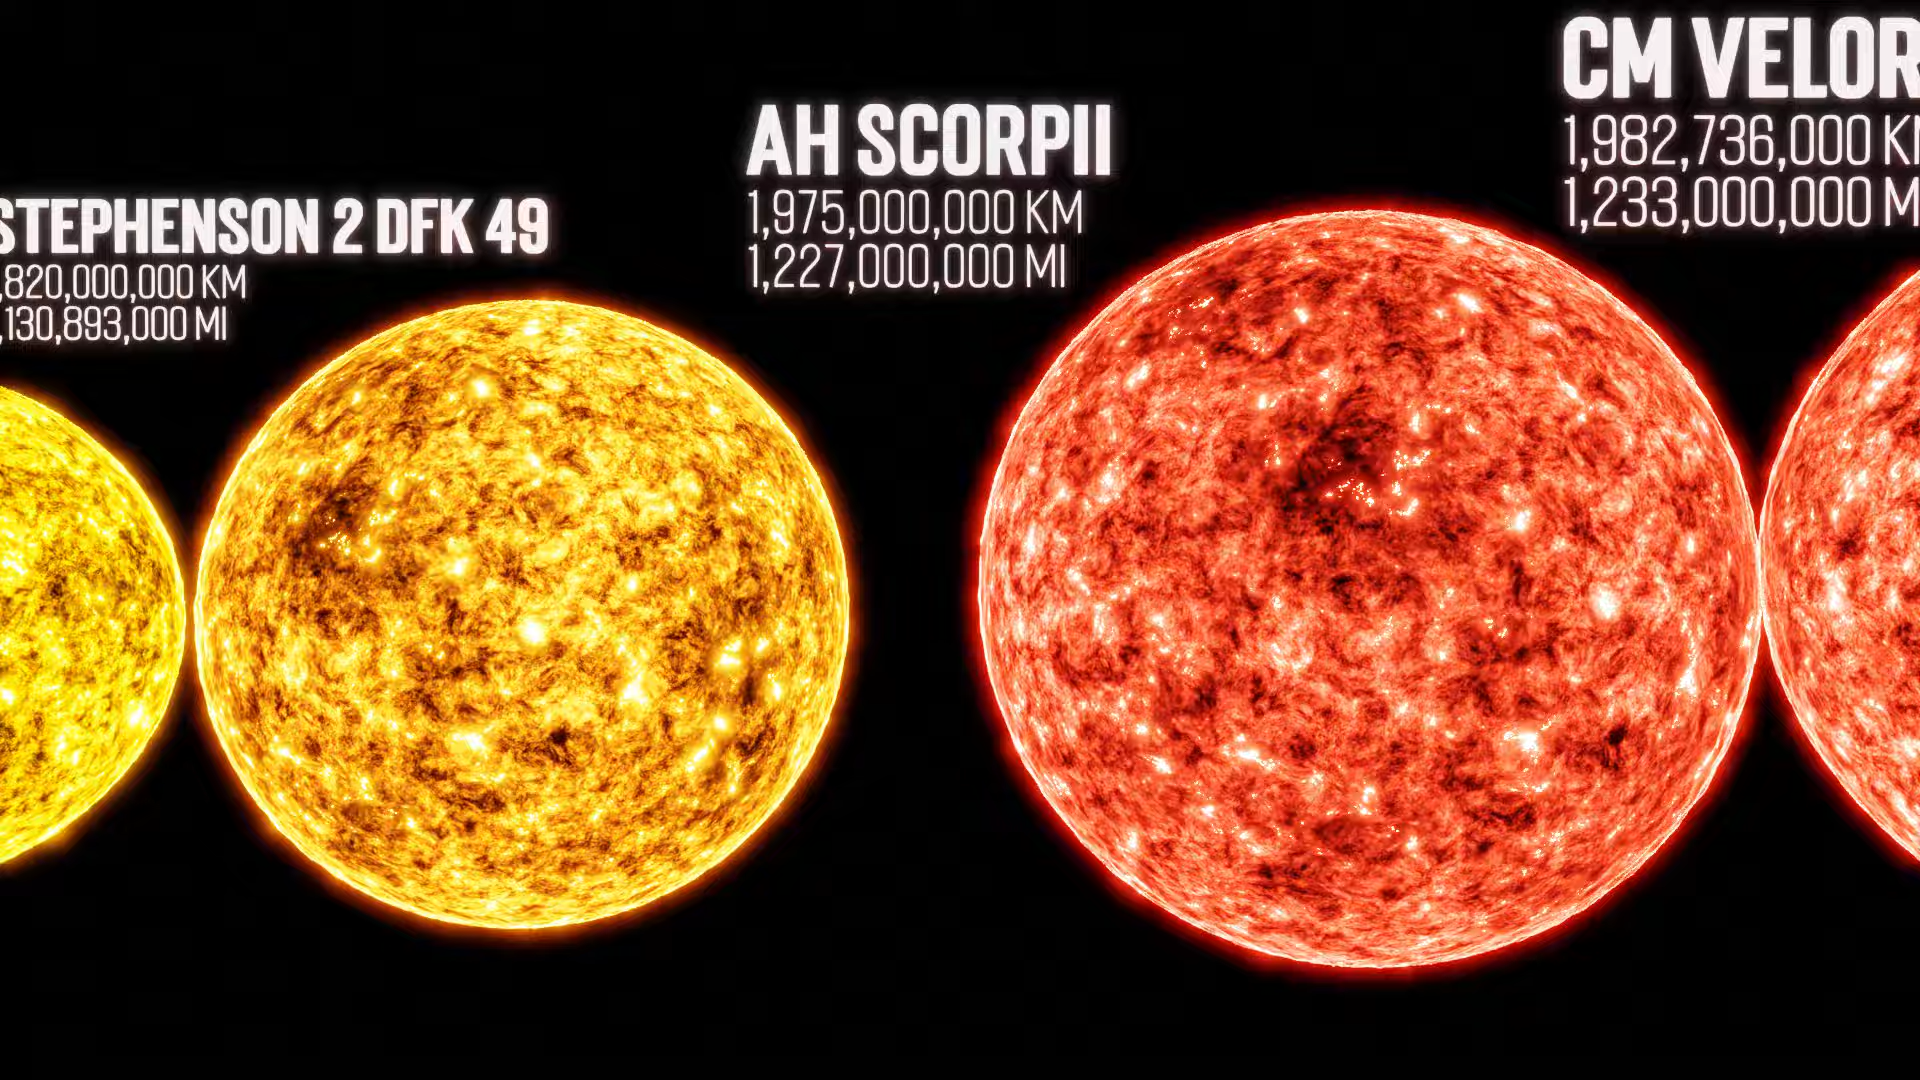 STEPHENSON 2 DFK 49
,820,000,000 KM
,130,893,000 MI
AH SCORPII
1,975,000,000 KM
1,227,000,000 MI
CM VELOR
1,982,736,000 KM
1,233,000,000 M